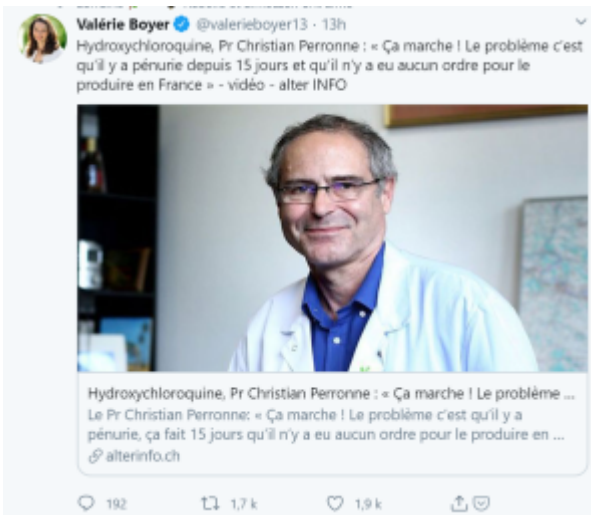 Valérie Boyer @valerieboyer13 · 13h
Hydroxychloroquine, Pr Christian Perronne : « Ça marche ! Le problème c'est
qu'il y a pénurie depuis 15 jours et qu'il n'y a eu aucun ordre pour le
produire en France » - vidéo - alter INFO
Hydroxychloroquine, Pr Christian Perronne : « Ça marche ! Le problème ...
Le Pr Christian Perronne: « Ça marche ! Le problème c'est qu'il y a
pénurie, ça fait 15 jours qu'il n'y a eu aucun ordre pour le produire en ...
alterinfo.ch
192 1,7 k 1,9 k